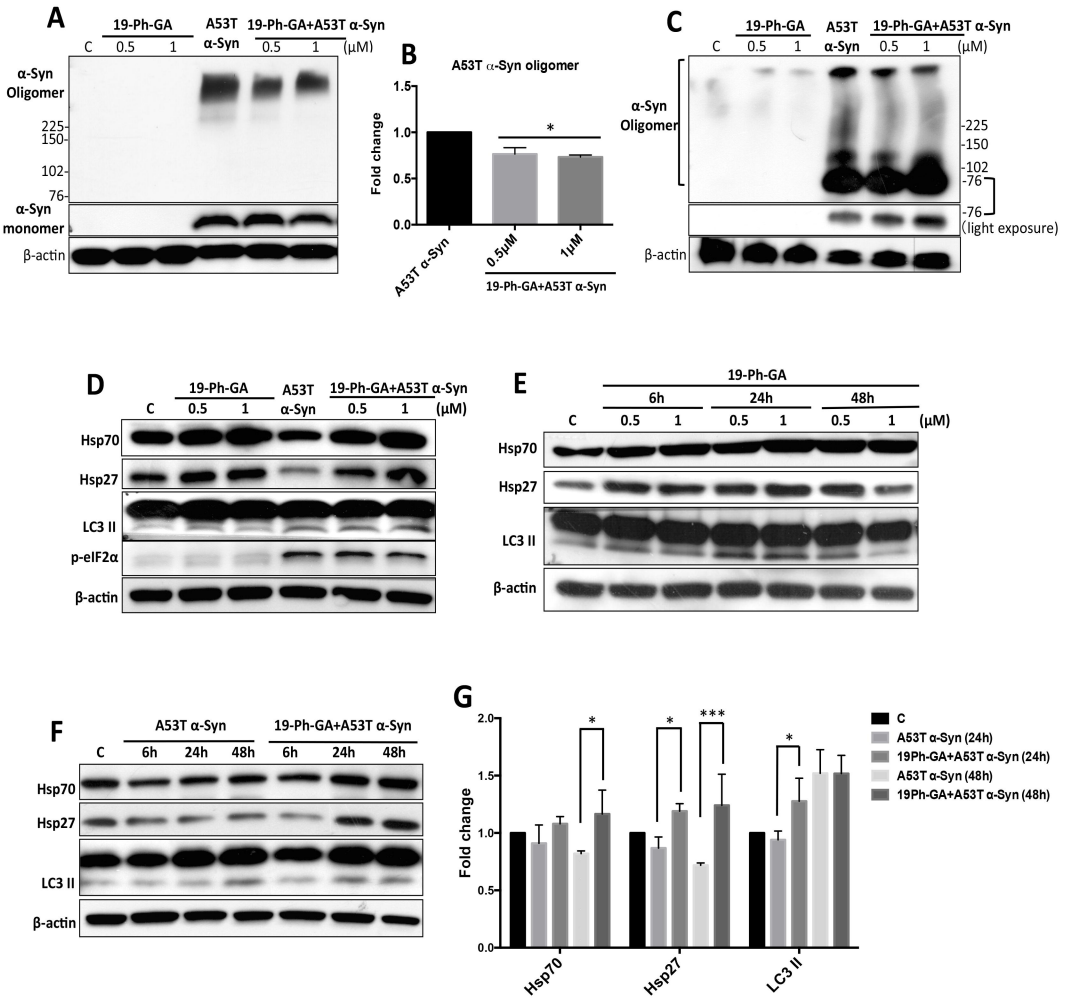 A
19-Ph-GA A53T 19-Ph-GA+A53T α-Syn
C 0.5 1 α-Syn 0.5 1 (μM)
α-Syn
Oligomer
225-
150
102-
76-
α-Syn
monomer
β-actin
B
A53T α-Syn oligomer
Fold change
1.5
1.0
0.5
0.0
*
A53T α-Syn 0.5μM 1μM
19-Ph-GA+A53T α-Syn
C
19-Ph-GA A53T 19-Ph-GA+A53T α-Syn
C 0.5 1 α-Syn 0.5 1 (μM)
α-Syn
Oligomer
-225
-150
-102
-76
-76
(light exposure)
β-actin
D
19-Ph-GA A53T 19-Ph-GA+A53T α-Syn
C 0.5 1 α-Syn 0.5 1 (μM)
Hsp70
Hsp27
LC3 II
p-eIF2α
β-actin
E
19-Ph-GA
6h 24h 48h
C 0.5 1 0.5 1 0.5 1 (μM)
Hsp70
Hsp27
LC3 II
β-actin
F
A53T α-Syn 19-Ph-GA+A53T α-Syn
C 6h 24h 48h 6h 24h 48h
Hsp70
Hsp27
LC3 II
β-actin
G
Fold change
2.0
1.5
1.0
0.5
0.0
* * *** *
Hsp70 Hsp27 LC3 II
C
A53T α-Syn (24h)
19Ph-GA+A53T α-Syn (24h)
A53T α-Syn (48h)
19Ph-GA+A53T α-Syn (48h)